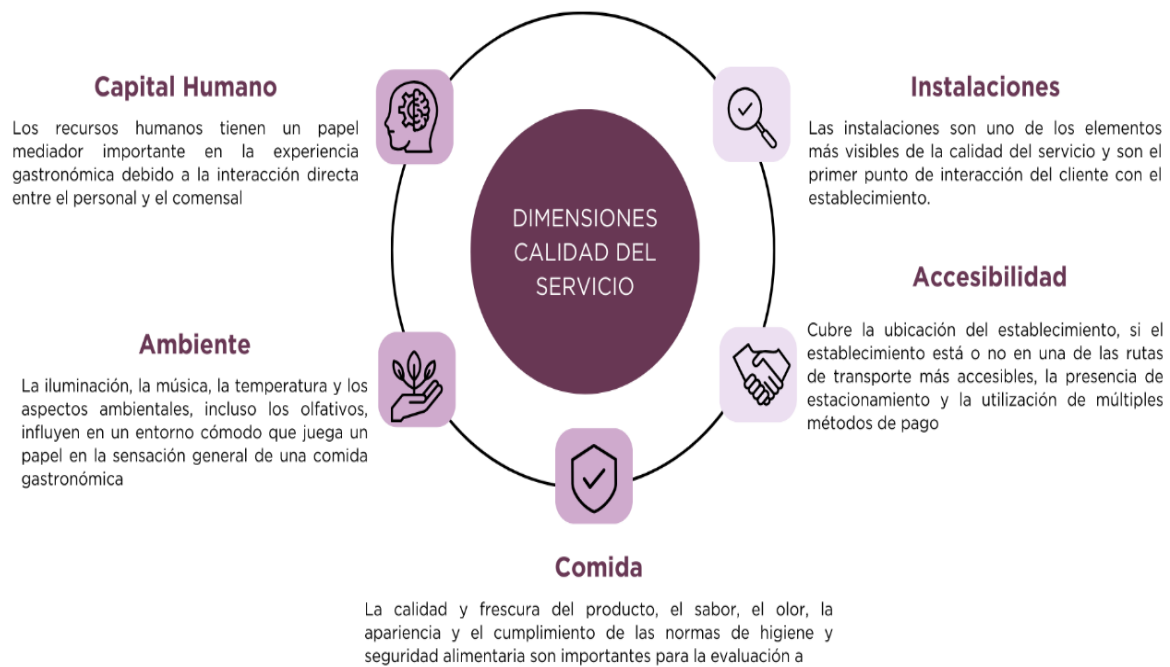 DIMENSIONES
CALIDAD DEL
SERVICIO
Capital Humano
Los recursos humanos tienen un papel
mediador importante en la experiencia
gastronómica debido a la interacción directa
entre el personal y el comensal
Instalaciones
Las instalaciones son uno de los elementos
más visibles de la calidad del servicio y son el
primer punto de interacción del cliente con el
establecimiento.
Ambiente
La iluminación, la música, la temperatura y los
aspectos ambientales, incluso los olfativos,
influyen en un entorno cómodo que juega un
papel en la sensación general de una comida
gastronómica
Accesibilidad
Cubre la ubicación del establecimiento, si el
establecimiento está o no en una de las rutas
de transporte más accesibles, la presencia de
estacionamiento y la utilización de múltiples
métodos de pago
Comida
La calidad y frescura del producto, el sabor, el olor, la
apariencia y el cumplimiento de las normas de higiene y
seguridad alimentaria son importantes para la evaluación a